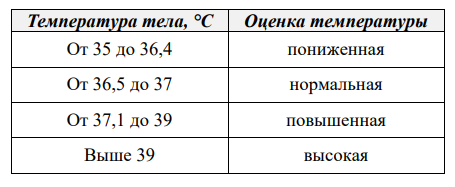 Температура тела, °С Оценка температуры
От 35 до 36,4 пониженная
От 36,5 до 37 нормальная
От 37,1 до 39 повышенная
Выше 39 высокая